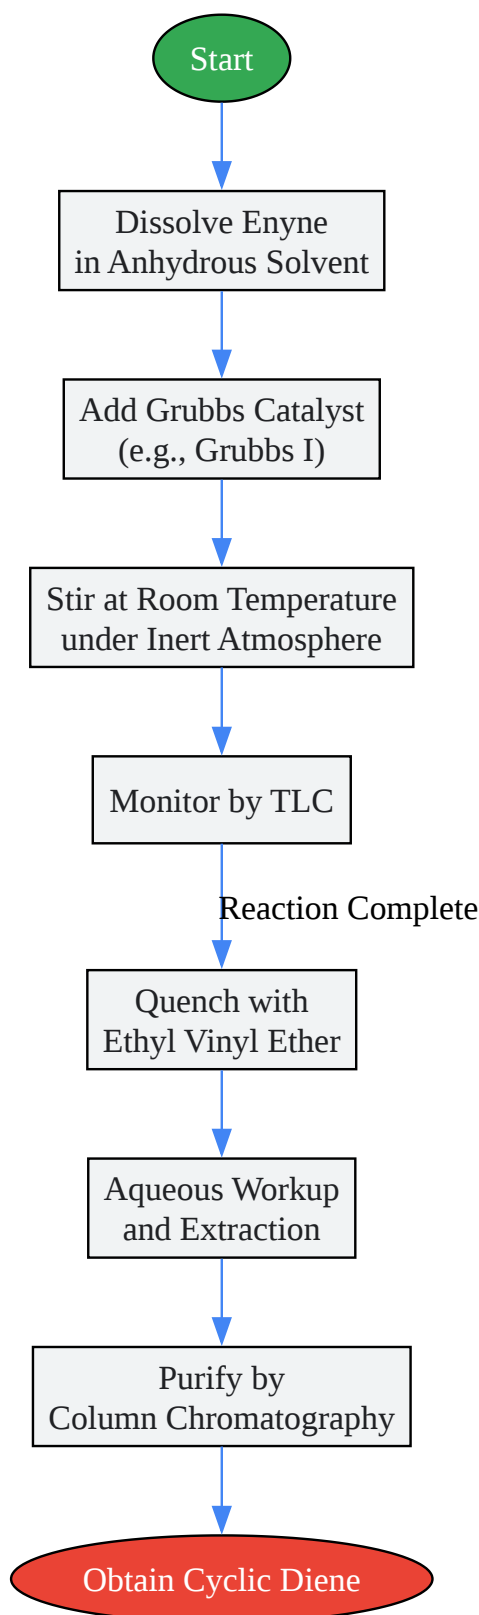 Start
Dissolve Enyne
in Anhydrous Solvent
Add Grubbs Catalyst
(e.g., Grubbs I)
Stir at Room Temperature
under Inert Atmosphere
Monitor by TLC
Reaction Complete
Quench with
Ethyl Vinyl Ether
Aqueous Workup
and Extraction
Purify by
Column Chromatography
Obtain Cyclic Diene